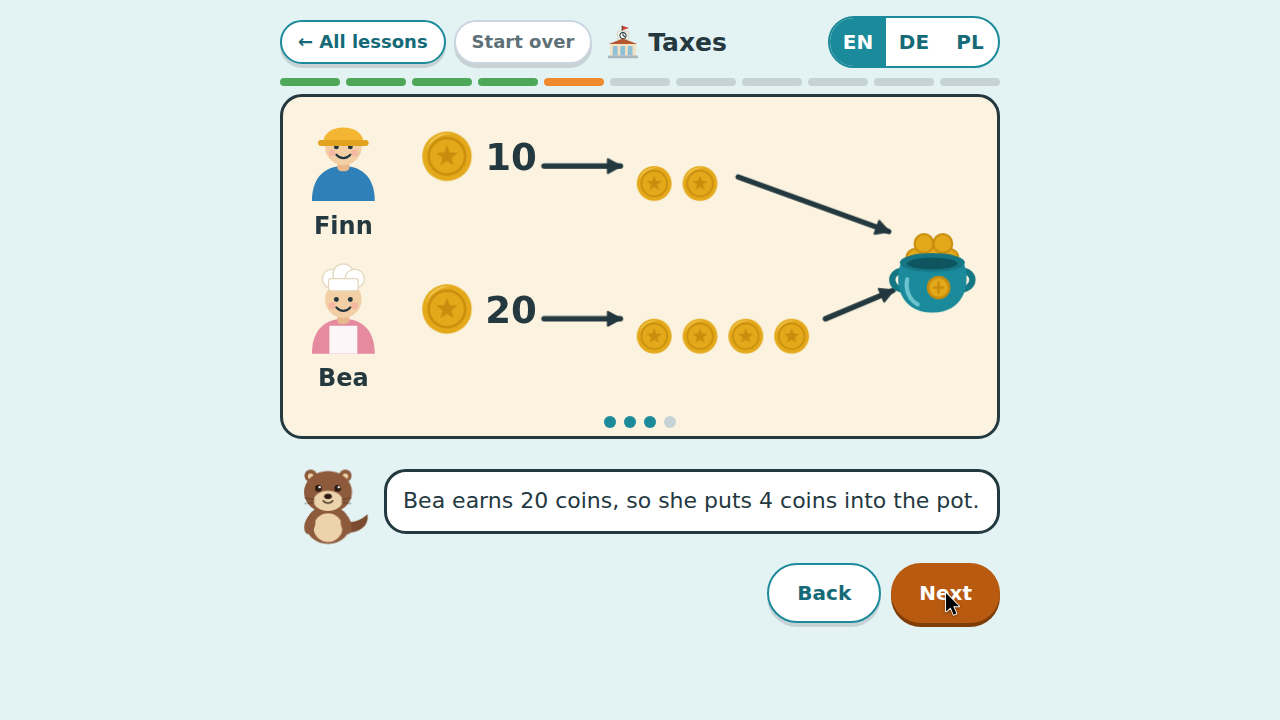 ← All lessons
Start over
Taxes
EN DE PL
10
Finn
20
Bea
Bea earns 20 coins, so she puts 4 coins into the pot.
Back
Next